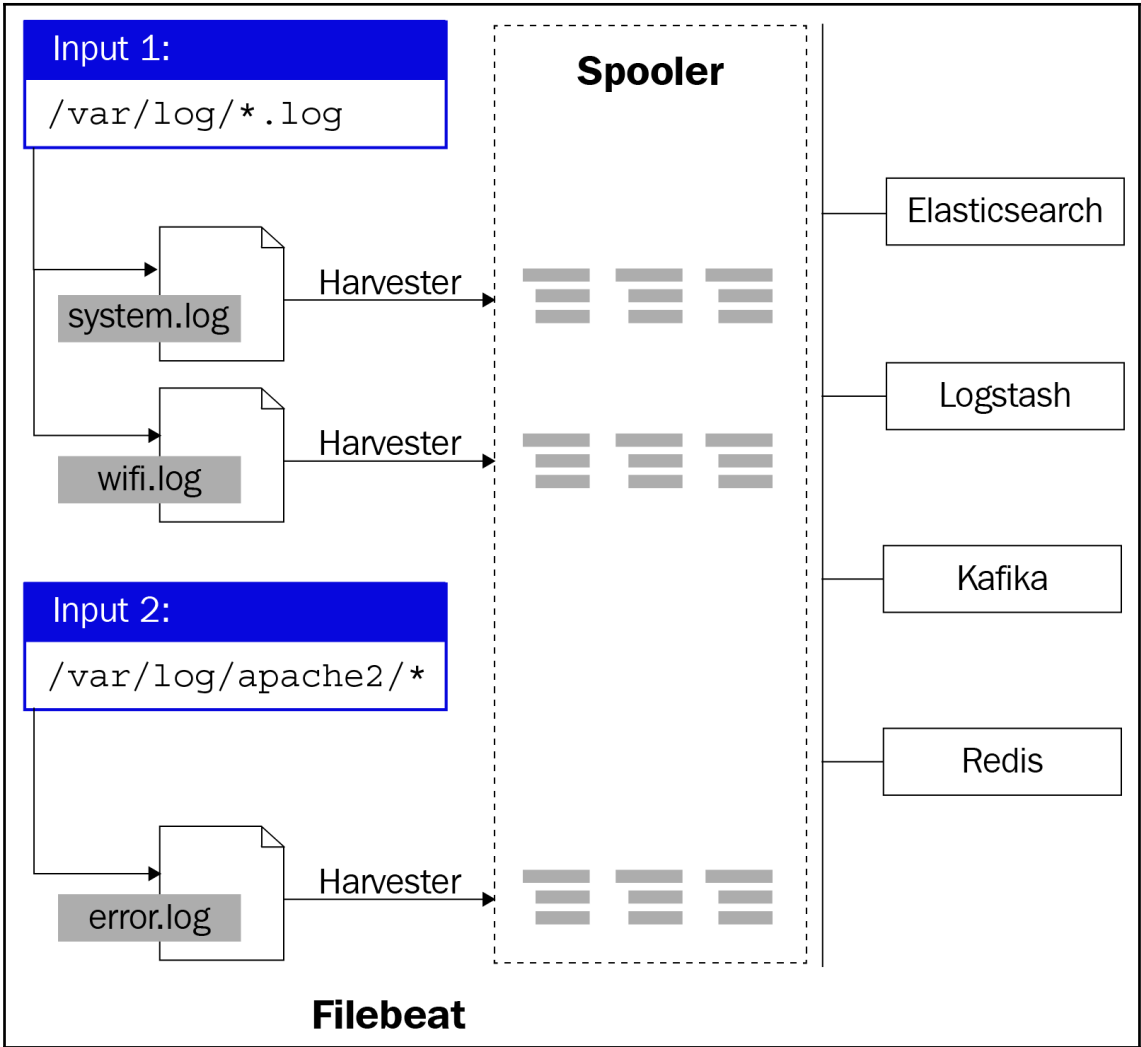 Input 1:
/var/log/*.log
system.log
Harvester
wifi.log
Harvester
Input 2:
/var/log/apache2/*
error.log
Harvester
Spooler
Elasticsearch
Logstash
Kafika
Redis
Filebeat